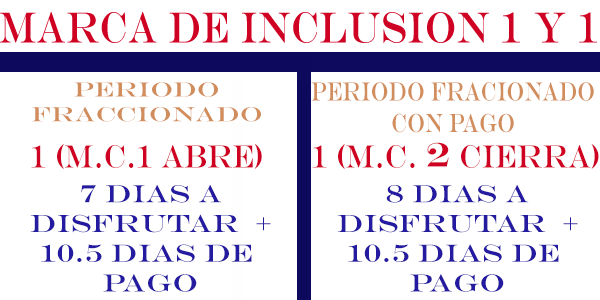 MARCA DE INCLUSION 1 Y 1
PERIODO
FRACCIONADO
1 (M.C.1 ABRE)
7 DIAS A
DISFRUTAR +
10.5 DIAS DE
PAGO
PERIODO FRACIONADO
CON PAGO
1 (M.C. 2 CIERRA)
8 DIAS A
DISFRUTAR +
10.5 DIAS DE
PAGO